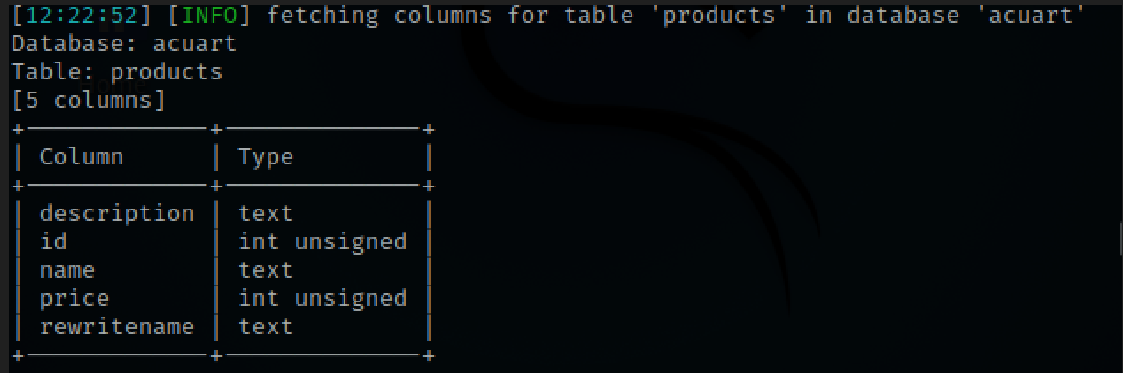 [12:22:52] [INFO] fetching columns for table 'products' in database 'acuart'
Database: acuart
Table: products
[5 columns]
+-------------+--------------+
| Column      | Type         |
+-------------+--------------+
| description | text         |
| id          | int unsigned |
| name        | text         |
| price       | int unsigned |
| rewritename | text         |
+-------------+--------------+